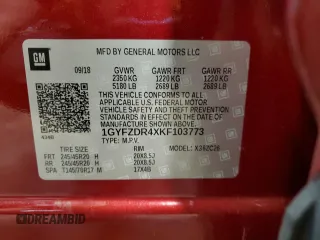 GM
MFD BY GENERAL MOTORS LLC
09/18 GVWR GAWR FRT GAWR RR
2350 KG 1220 KG 1220 KG
5180 LB 2689 LB 2689 LB
THIS VEHICLE CONFORMS TO ALL APPLICABLE
U.S. FEDERAL MOTOR
VEHICLE SAFETY AND THEFT PREVENTION
STANDARDS IN EFFECT ON THE DATE OF
MANUFACTURE SHOWN ABOVE.
1GYFZDR4XKF103773
TYPE: M.P.V. MODEL:
TIRE SIZE RIM
FRT 245/45R20 H 20X8.5J
RR 245/45R20 H 20X8.5J
SPA T145/70R17 M 17X4B
DREAMBID